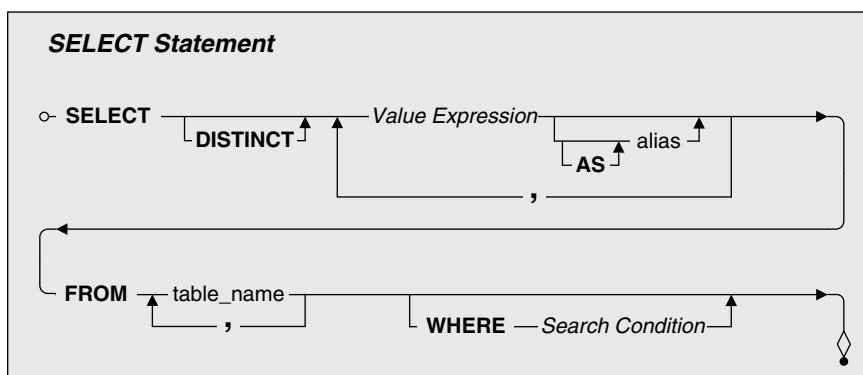 SELECT Statement
SELECT
DISTINCT
Value Expression
AS
alias
,
FROM
table_name
,
WHERE
Search Condition